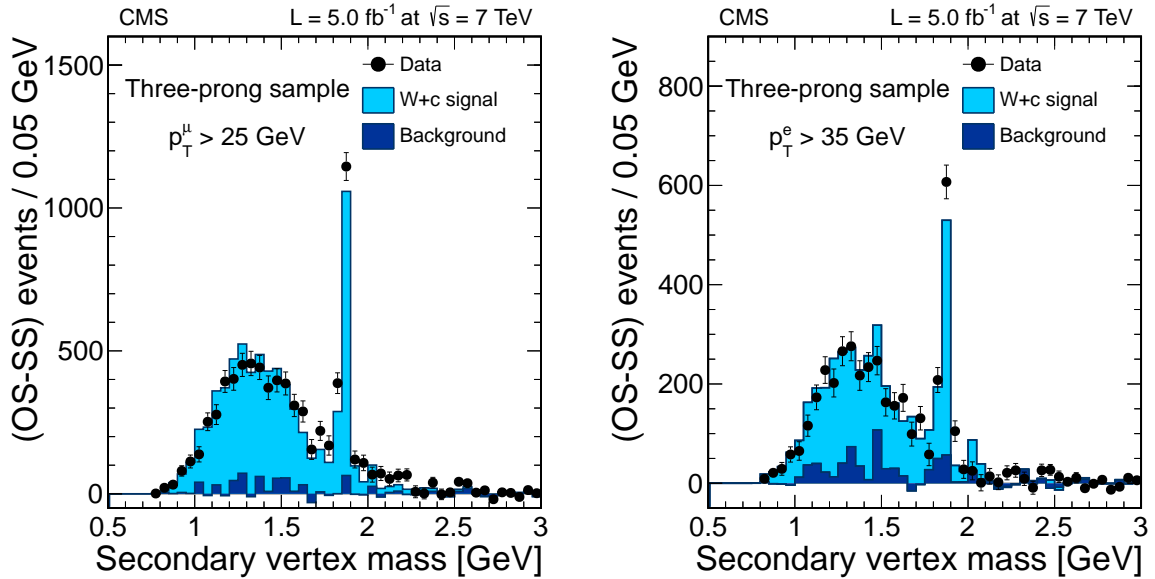 CMS
L = 5.0 fb⁻¹ at √s = 7 TeV
(OS-SS) events / 0.05 GeV
1500
1000
500
0
Three-prong sample
p_T^μ > 25 GeV
Data
W+c signal
Background
0.5 1 1.5 2 2.5 3
Secondary vertex mass [GeV]
CMS
L = 5.0 fb⁻¹ at √s = 7 TeV
(OS-SS) events / 0.05 GeV
800
600
400
200
0
Three-prong sample
p_T^e > 35 GeV
Data
W+c signal
Background
0.5 1 1.5 2 2.5 3
Secondary vertex mass [GeV]